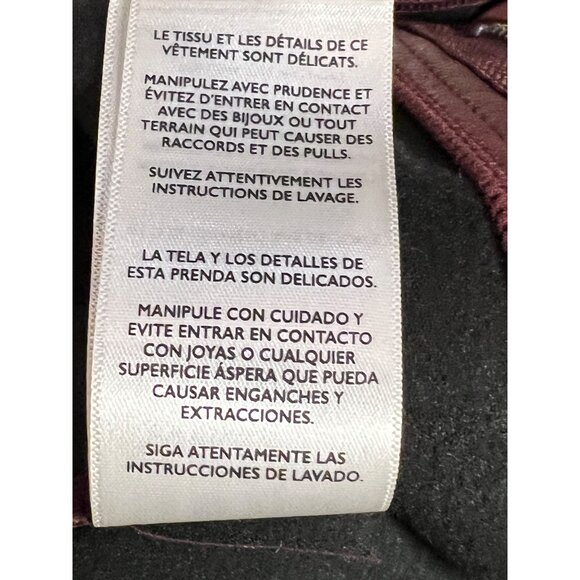 LE TISSU ET LES DÉTAILS DE CE
VÊTEMENT SONT DÉLICATS.
MANIPULEZ AVEC PRUDENCE ET
ÉVITEZ D'ENTRER EN CONTACT
AVEC DES BIJOUX OU TOUT
TERRAIN QUI PEUT CAUSER DES
RACCORDS ET DES PULLS.
SUIVEZ ATTENTIVEMENT LES
INSTRUCTIONS DE LAVAGE.
LA TELA Y LOS DETALLES DE
ESTA PRENDA SON DELICADOS.
MANIPULE CON CUIDADO Y
EVITE ENTRAR EN CONTACTO
CON JOYAS O CUALQUIER
SUPERFICIE ÁSPERA QUE PUEDA
CAUSAR ENGANCHES Y
EXTRACCIONES.
SIGA ATENTAMENTE LAS
INSTRUCCIONES DE LAVADO.